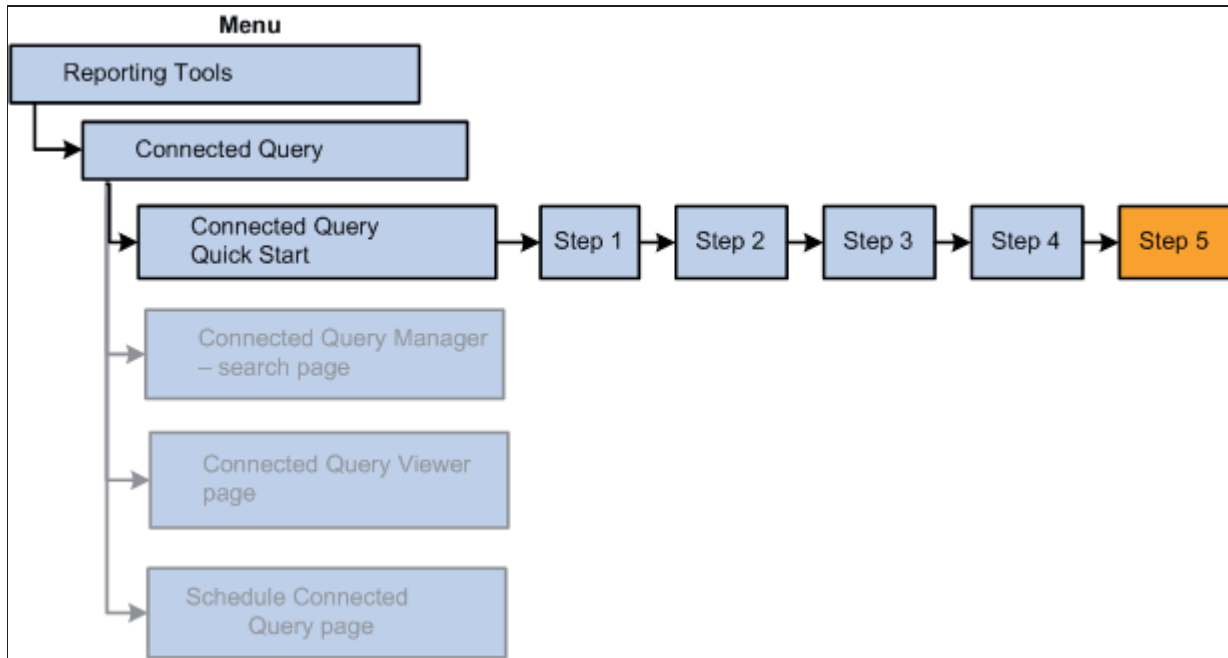 Menu
Reporting Tools
Connected Query
Connected Query
Quick Start
Step 1
Step 2
Step 3
Step 4
Step 5
Connected Query Manager
– search page
Connected Query Viewer
page
Schedule Connected
Query page